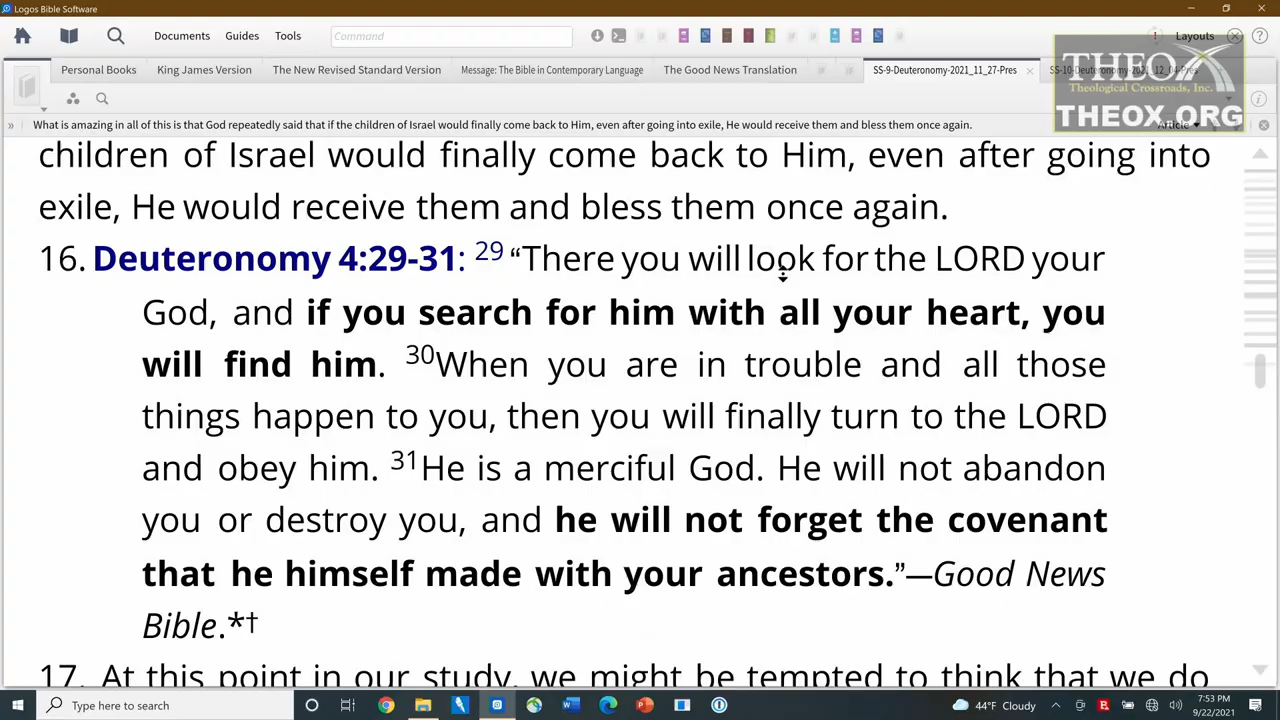 Logos Bible Software
Documents Guides Tools Command Layouts
Personal Books King James Version The New Revised Standard The Message: The Bible in Contemporary Language The Good News Translation SS-9-Deuteronomy-2021_11_27-Pres SS-10-Deuteronomy-2021_12_04-Pres
THEOX
Theological Crossroads, Inc.
THEOX.ORG
What is amazing in all of this is that God repeatedly said that if the children of Israel would finally come back to Him, even after going into exile, He would receive them and bless them once again. Article
children of Israel would finally come back to Him, even after going into
exile, He would receive them and bless them once again.
16. Deuteronomy 4:29-31: 29 “There you will look for the LORD your
God, and if you search for him with all your heart, you
will find him. 30When you are in trouble and all those
things happen to you, then you will finally turn to the LORD
and obey him. 31He is a merciful God. He will not abandon
you or destroy you, and he will not forget the covenant
that he himself made with your ancestors.”—Good News
Bible.*†
17. At this point in our study, we might be tempted to think that we do
Type here to search
44°F Cloudy
7:53 PM
9/22/2021